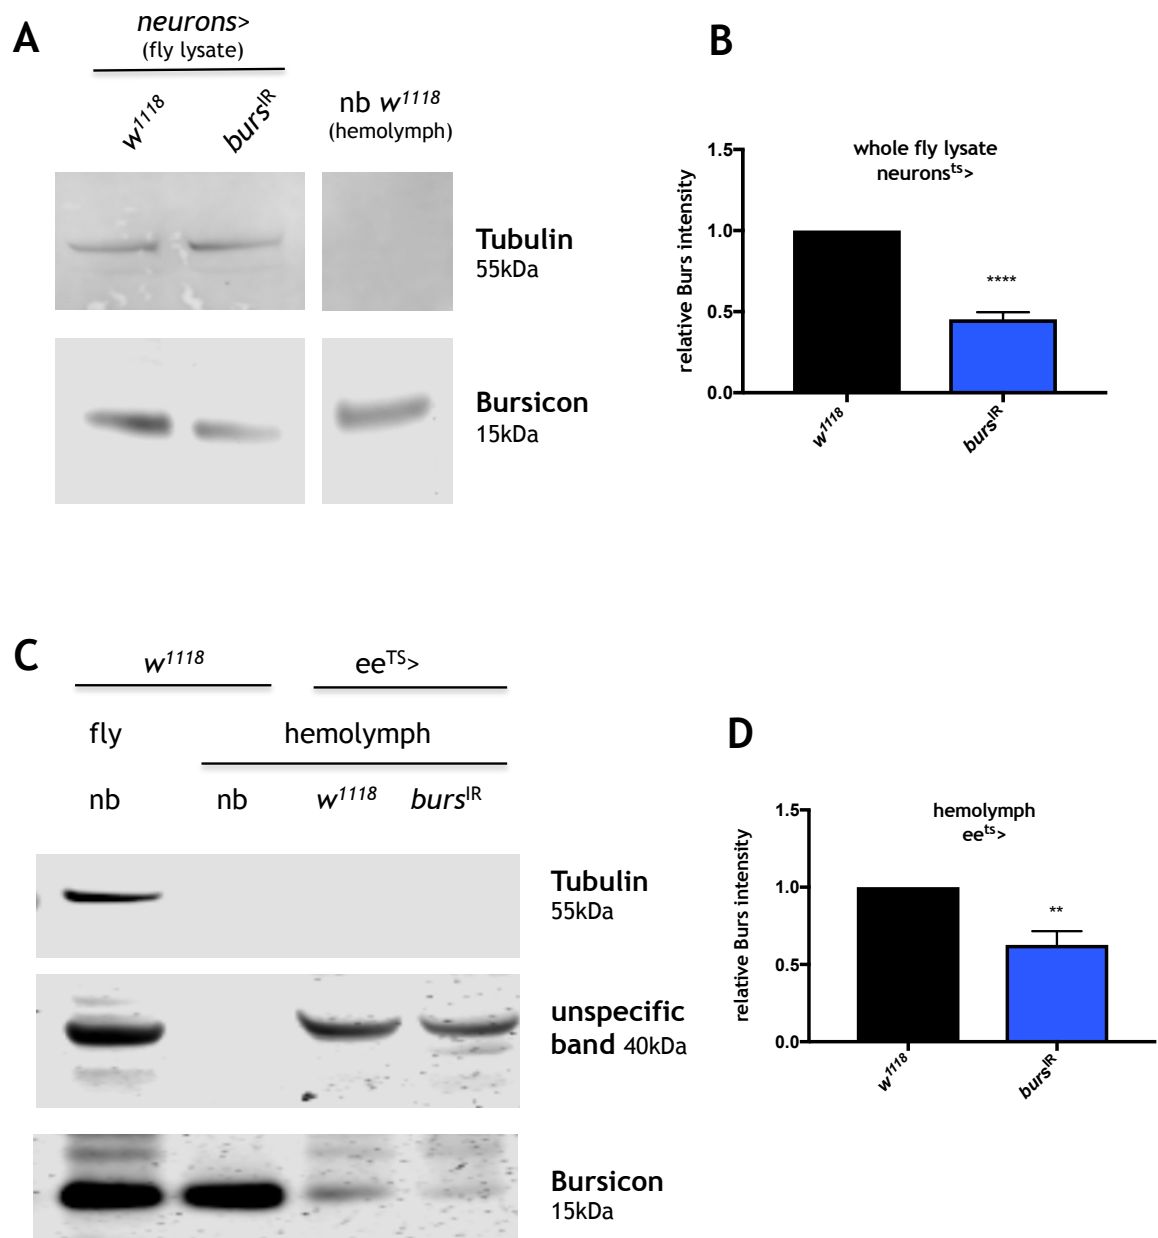 A
neurons>
(fly lysate)
w1118
bursIR
nb w1118
(hemolymph)
Tubulin
55kDa
Bursicon
15kDa
B
whole fly lysate
neuronsts>
relative Burs intensity
1.5
1.0
0.5
0.0
****
w1118
bursIR
C
w1118
eeTS>
fly
hemolymph
nb
nb
w1118
bursIR
Tubulin
55kDa
unspecific
band 40kDa
Bursicon
15kDa
D
hemolymph
eets>
relative Burs intensity
1.5
1.0
0.5
0.0
**
w1118
bursIR